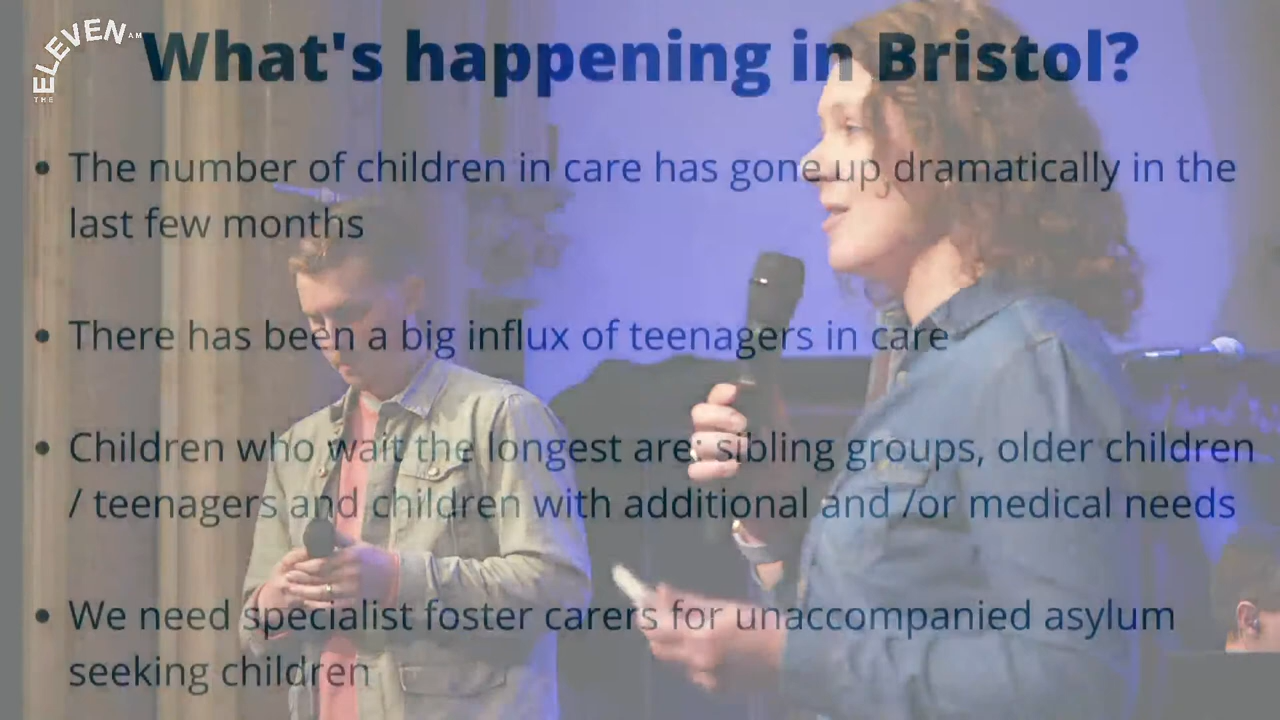 THE ELEVEN AM
What's happening in Bristol?
• The number of children in care has gone up dramatically in the
last few months
• There has been a big influx of teenagers in care
• Children who wait the longest are: sibling groups, older children
/ teenagers and children with additional and /or medical needs
• We need specialist foster carers for unaccompanied asylum
seeking children